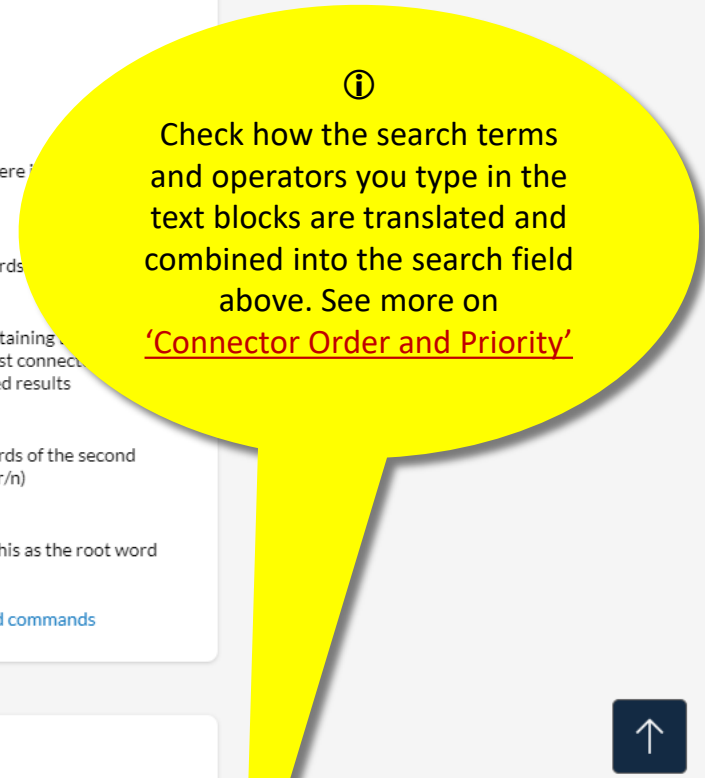 🛈
Check how the search terms
and operators you type in the
text blocks are translated and
combined into the search field
above. See more on
‘Connector Order and Priority’
ed results
rds of the second
r/n)
his as the root word
d commands